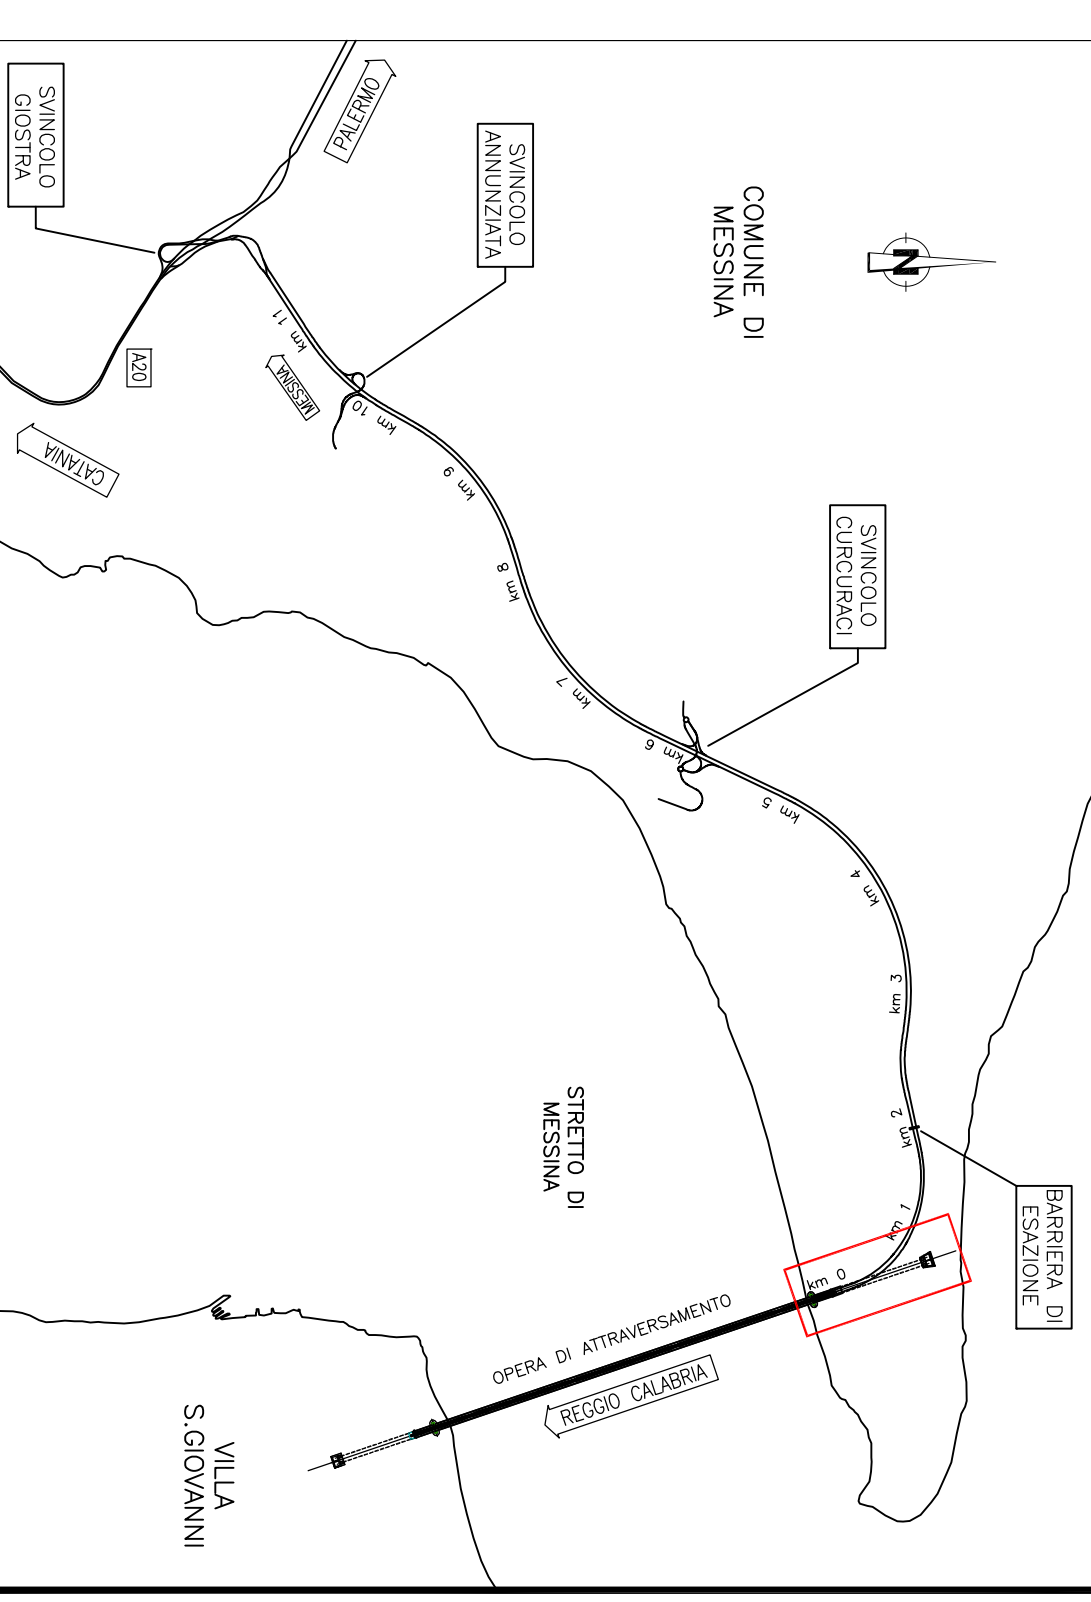 COMUNE DI
MESSINA
N
PALERMO
SVINCOLO
GIOSTRA
SVINCOLO
ANNUNZIATA
A20
MESSINA
CATANIA
SVINCOLO
CURCURACI
BARRIERA DI
ESAZIONE
km 11
km 10
km 9
km 8
km 7
km 6
km 5
km 4
km 3
km 2
km 1
km 0
STRETTO DI
MESSINA
OPERA DI ATTRAVERSAMENTO
REGGIO CALABRIA
VILLA
S.GIOVANNI